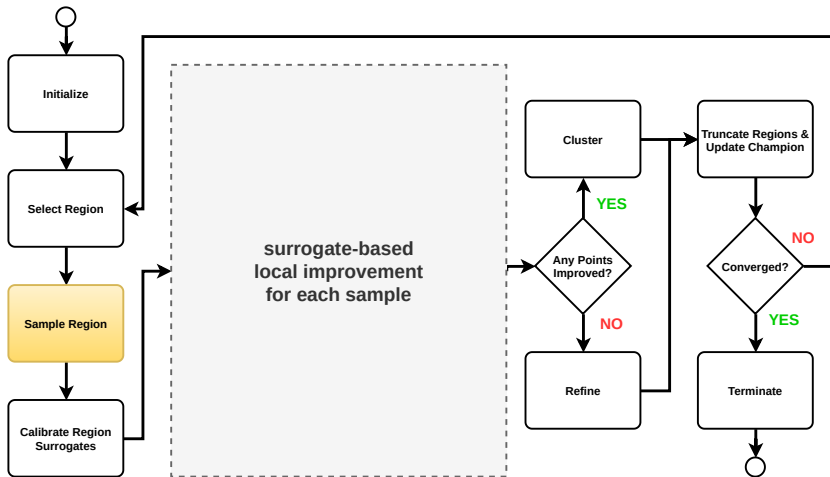 Initialize
Select Region
Sample Region
Calibrate Region
Surrogates
surrogate-based
local improvement
for each sample
Cluster
YES
Any Points
Improved?
NO
Refine
Truncate Regions &
Update Champion
NO
Converged?
YES
Terminate